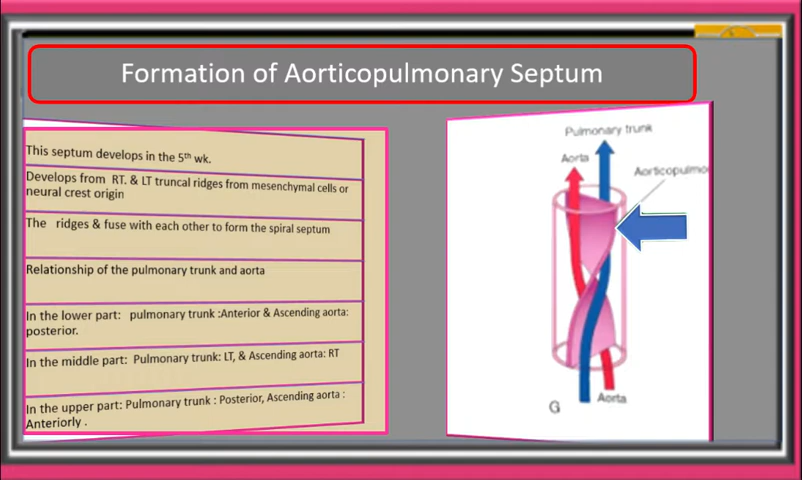 Formation of Aorticopulmonary Septum
This septum develops in the 5th wk.
Develops from RT. & LT truncal ridges from mesenchymal cells or
neural crest origin
The ridges & fuse with each other to form the spiral septum
Relationship of the pulmonary trunk and aorta
In the lower part: pulmonary trunk :Anterior & Ascending aorta:
posterior.
In the middle part: Pulmonary trunk: LT, & Ascending aorta: RT
In the upper part: Pulmonary trunk : Posterior, Ascending aorta :
Anteriorly .
Pulmonary trunk
Aorta
Aorticopulmo
G
Aorta